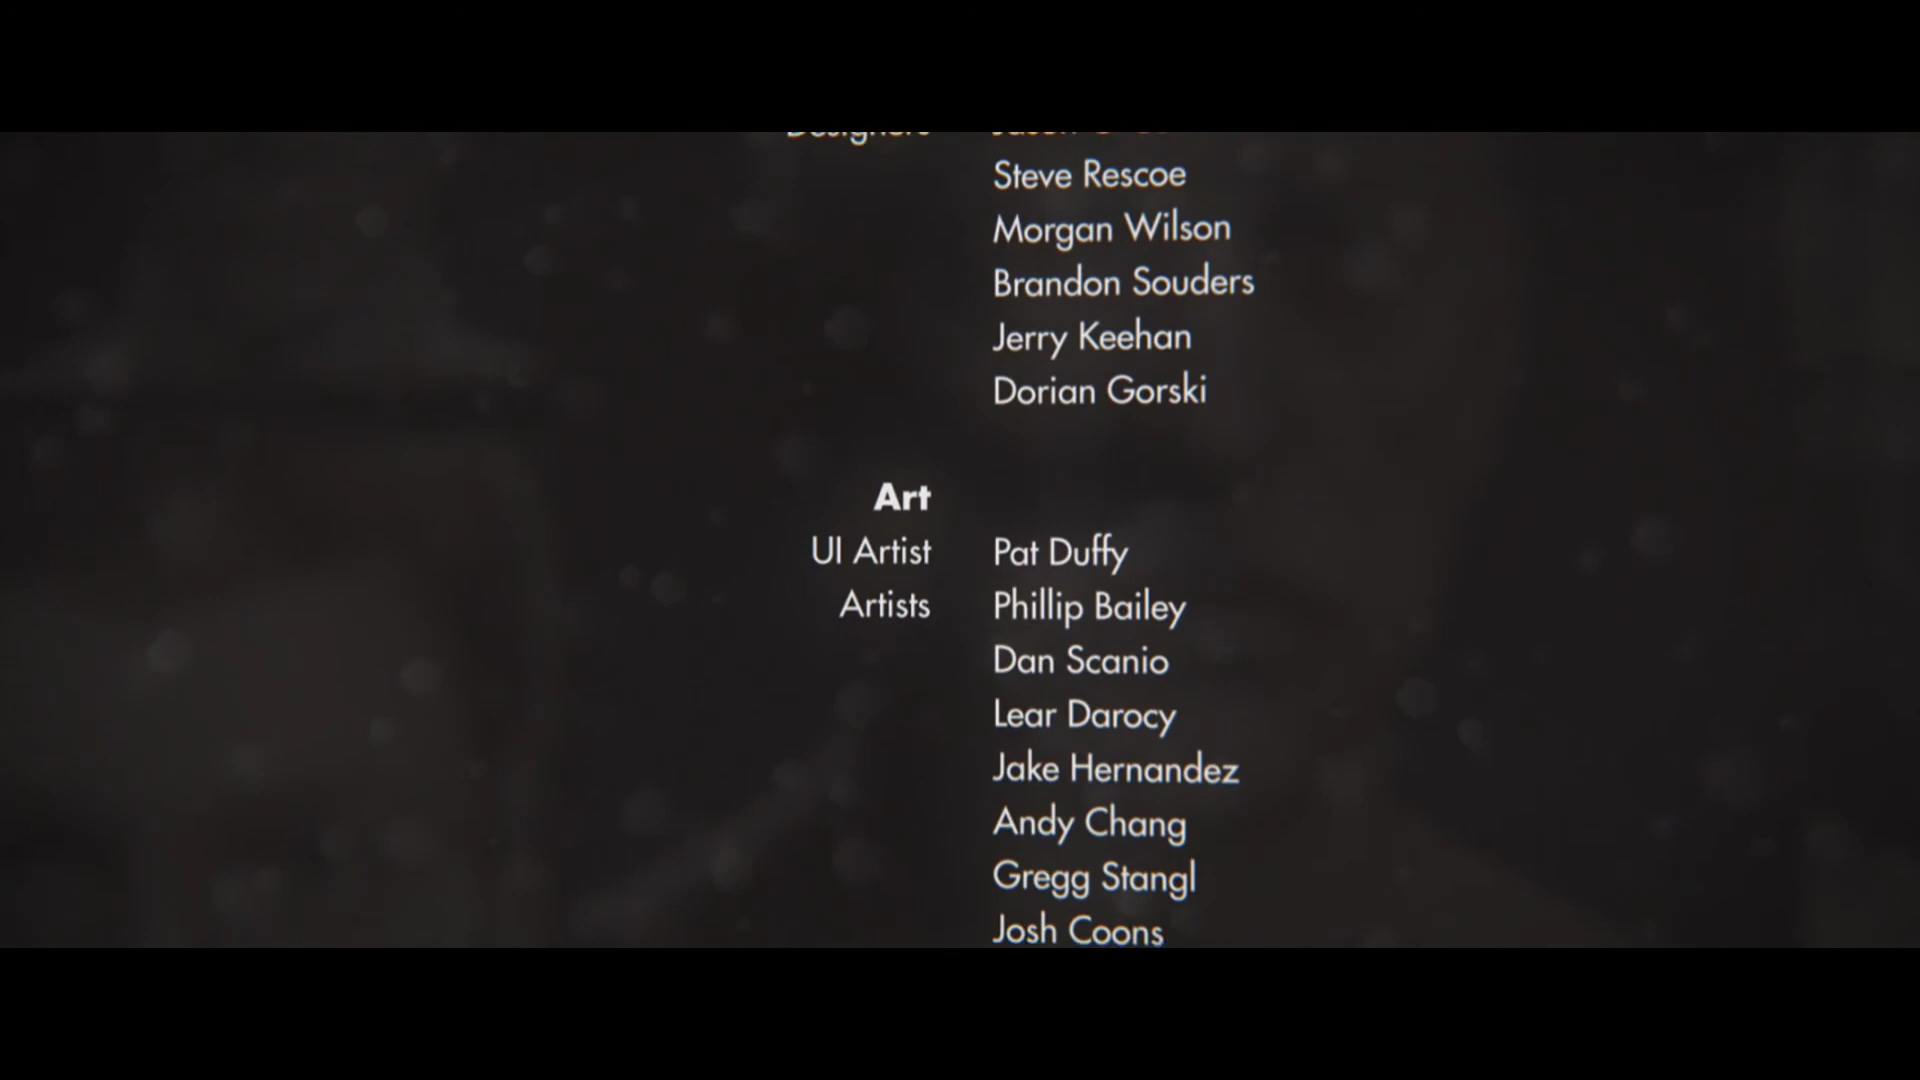 Designers
Steve Rescoe
Morgan Wilson
Brandon Souders
Jerry Keehan
Dorian Gorski
Art
UI Artist Pat Duffy
Artists Phillip Bailey
Dan Scanio
Lear Darocy
Jake Hernandez
Andy Chang
Gregg Stangl
Josh Coons